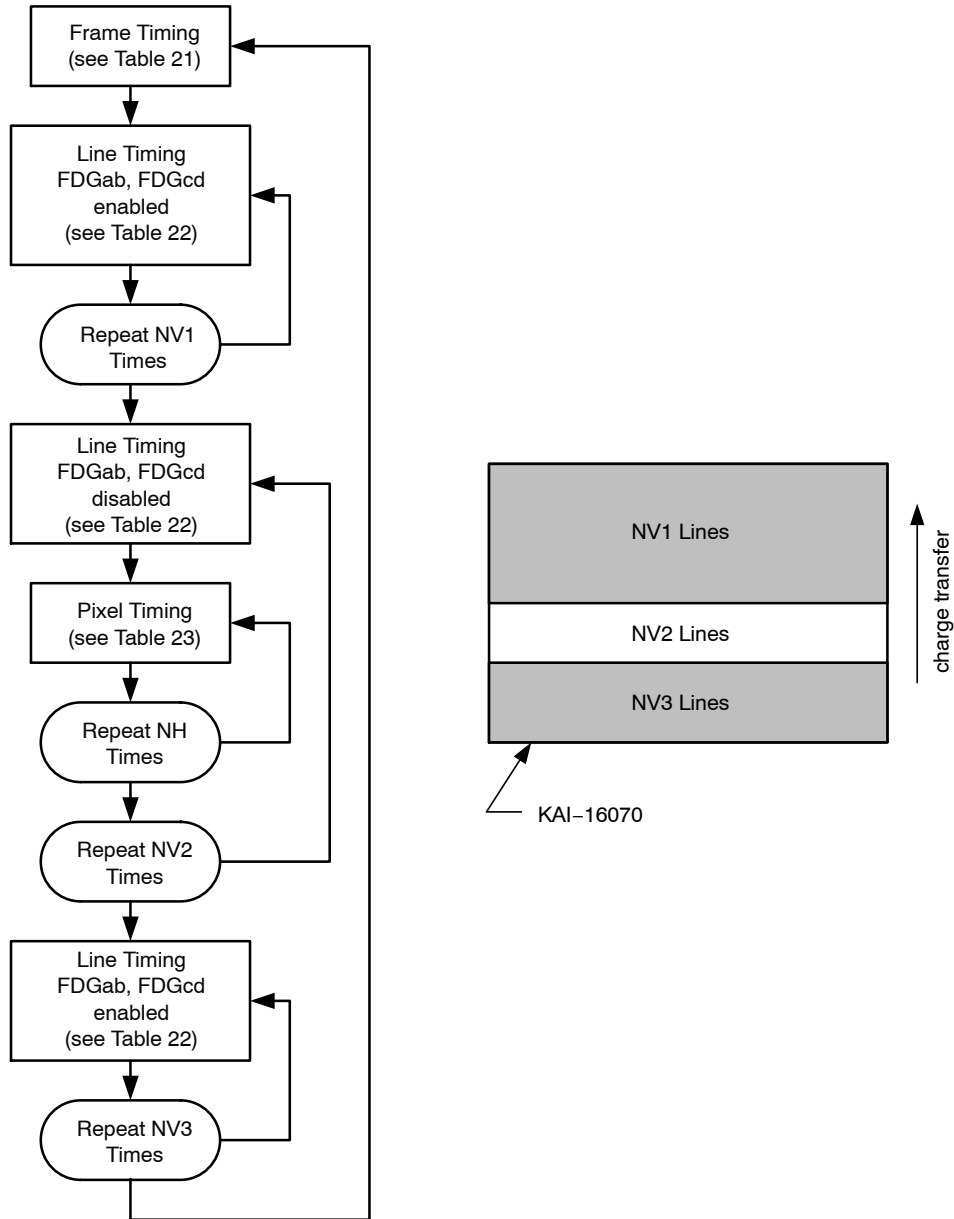 Frame Timing
(see Table 21)
Line Timing
FDGab, FDGcd
enabled
(see Table 22)
Repeat NV1
Times
Line Timing
FDGab, FDGcd
disabled
(see Table 22)
Pixel Timing
(see Table 23)
Repeat NH
Times
Repeat NV2
Times
Line Timing
FDGab, FDGcd
enabled
(see Table 22)
Repeat NV3
Times
NV1 Lines
NV2 Lines
NV3 Lines
charge transfer
KAI−16070